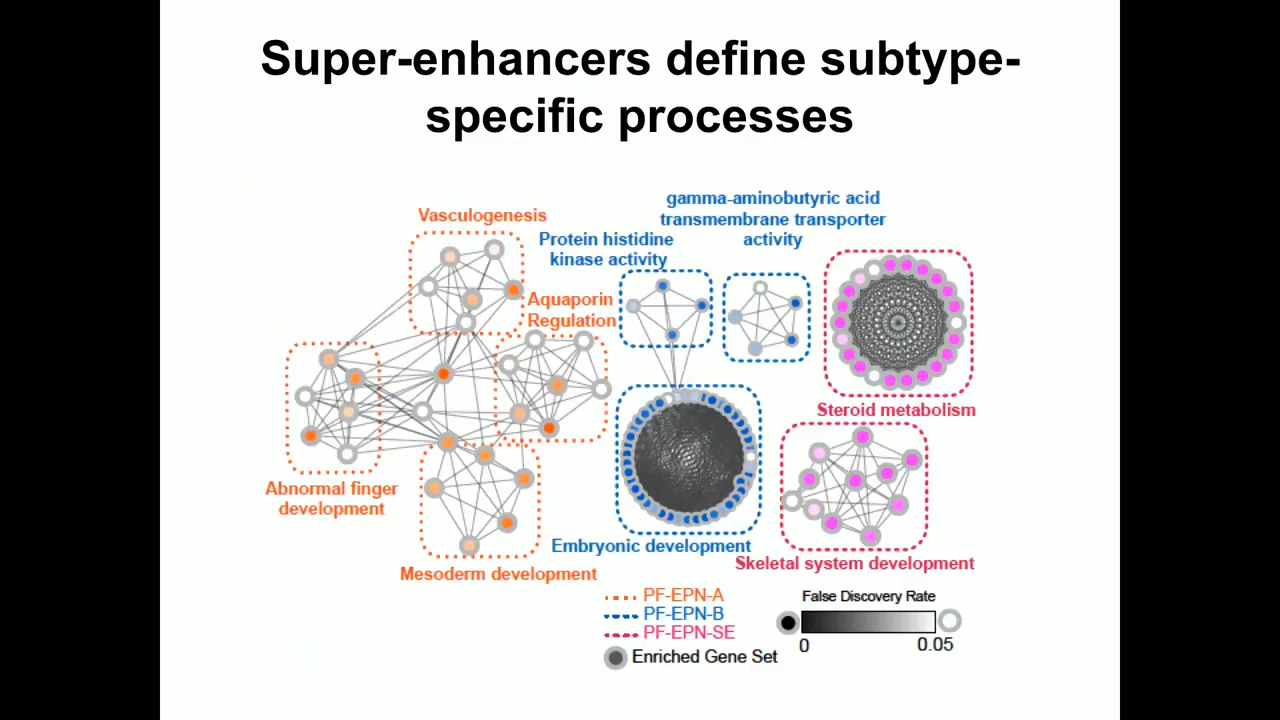 Super-enhancers define subtype-
specific processes
gamma-aminobutyric acid
transmembrane transporter
activity
Vasculogenesis
Protein histidine
kinase activity
Aquaporin
Regulation
Steroid metabolism
Abnormal finger
development
Embryonic development
Skeletal system development
Mesoderm development
PF-EPN-A
PF-EPN-B
PF-EPN-SE
Enriched Gene Set
False Discovery Rate
0
0.05